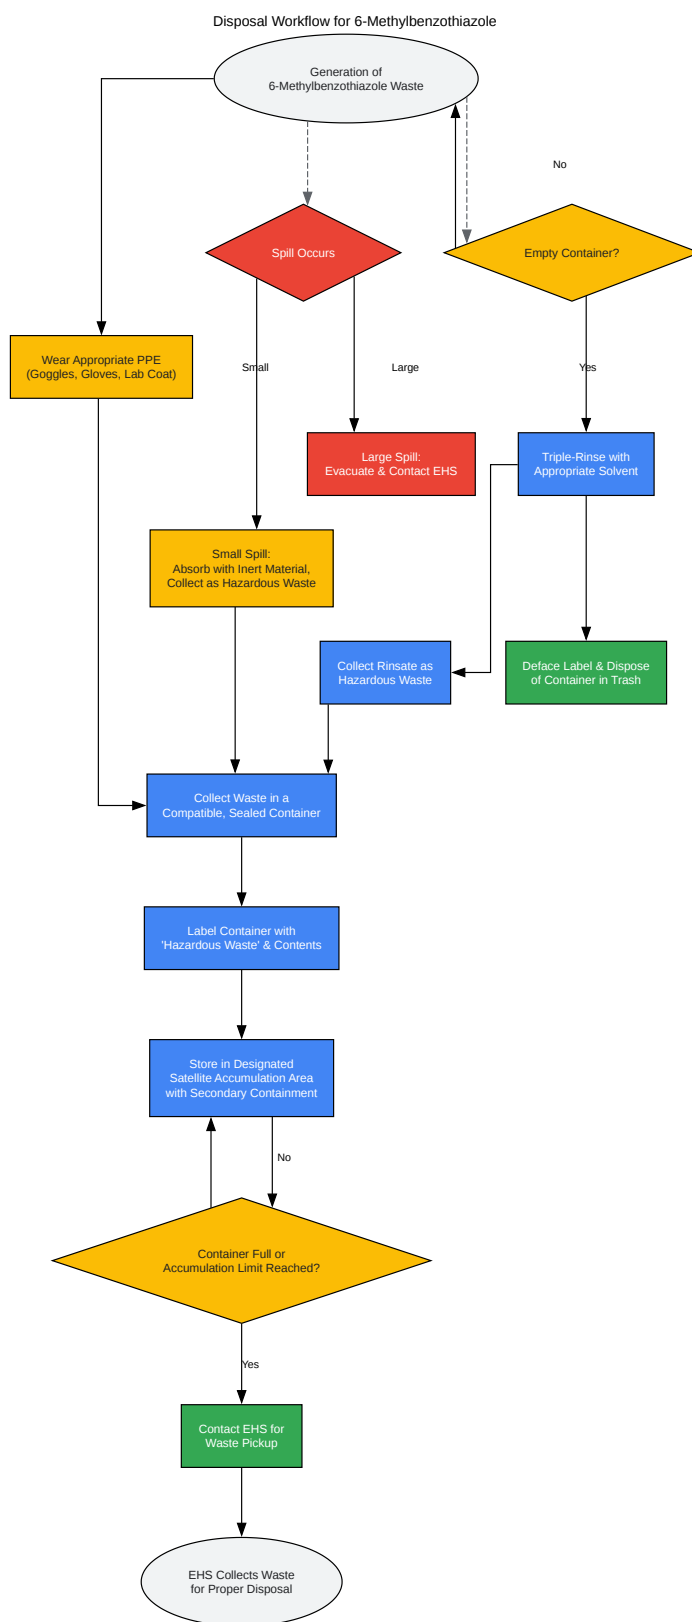 Disposal Workflow for 6-Methylbenzothiazole
Generation of
6-Methylbenzothiazole Waste
No
Spill Occurs
Empty Container?
Wear Appropriate PPE
(Goggles, Gloves, Lab Coat)
Small
Large
Yes
Large Spill:
Evacuate & Contact EHS
Triple-Rinse with
Appropriate Solvent
Small Spill:
Absorb with Inert Material,
Collect as Hazardous Waste
Collect Rinsate as
Hazardous Waste
Deface Label & Dispose
of Container in Trash
Collect Waste in a
Compatible, Sealed Container
Label Container with
'Hazardous Waste' & Contents
Store in Designated
Satellite Accumulation Area
with Secondary Containment
No
Container Full or
Accumulation Limit Reached?
Yes
Contact EHS for
Waste Pickup
EHS Collects Waste
for Proper Disposal